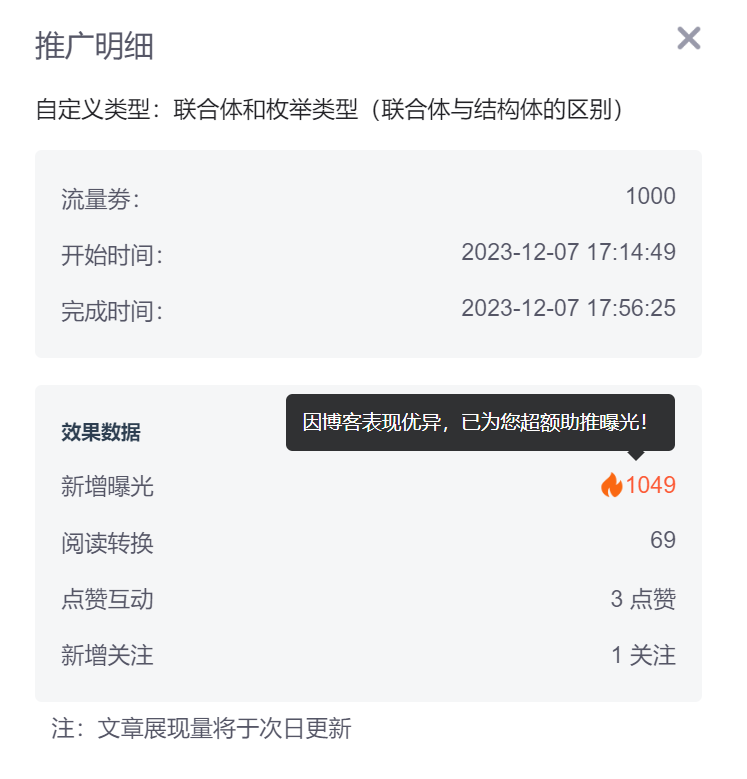 推广明细
自定义类型：联合体和枚举类型（联合体与结构体的区别）
流量券： 1000
开始时间： 2023-12-07 17:14:49
完成时间： 2023-12-07 17:56:25
因博客表现优异，已为您超额助推曝光！
效果数据
新增曝光 1049
阅读转换 69
点赞互动 3 点赞
新增关注 1 关注
注：文章展现量将于次日更新